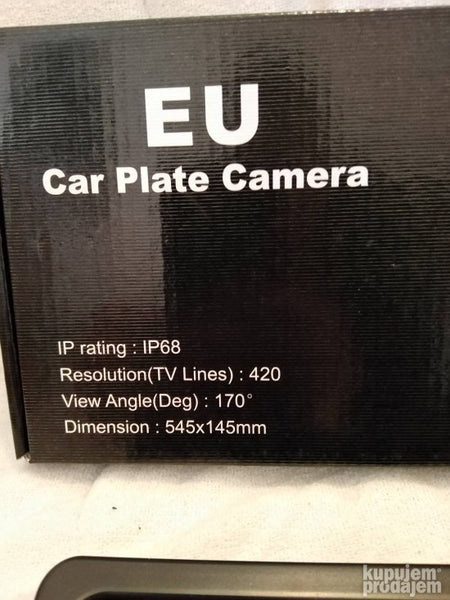 EU
Car Plate Camera
IP rating : IP68
Resolution(TV Lines) : 420
View Angle(Deg) : 170°
Dimension : 545x145mm
kupujem®
prodajem